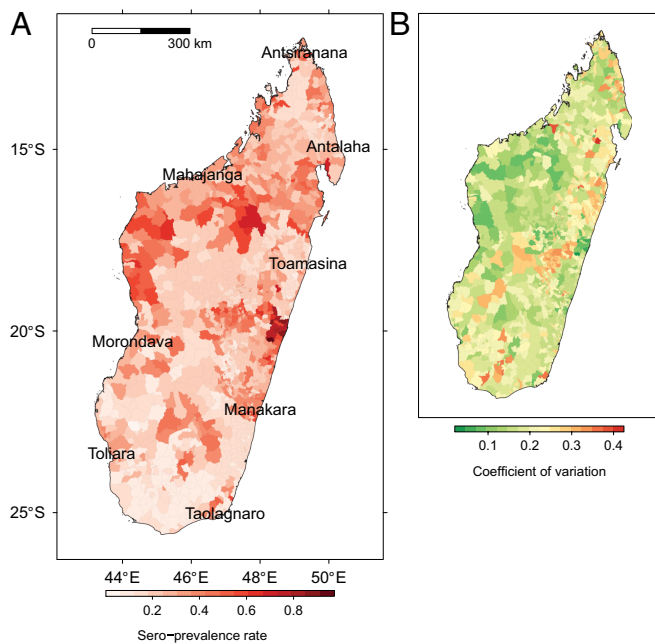 A
0 300 km
Antsiranana
Antalaha
Mahajanga
Toamasina
Morondava
Manakara
Toliara
Taolagnaro
15°S
20°S
25°S
44°E 46°E 48°E 50°E
0.2 0.4 0.6 0.8
Sero−prevalence rate
B
0.1 0.2 0.3 0.4
Coefficient of variation